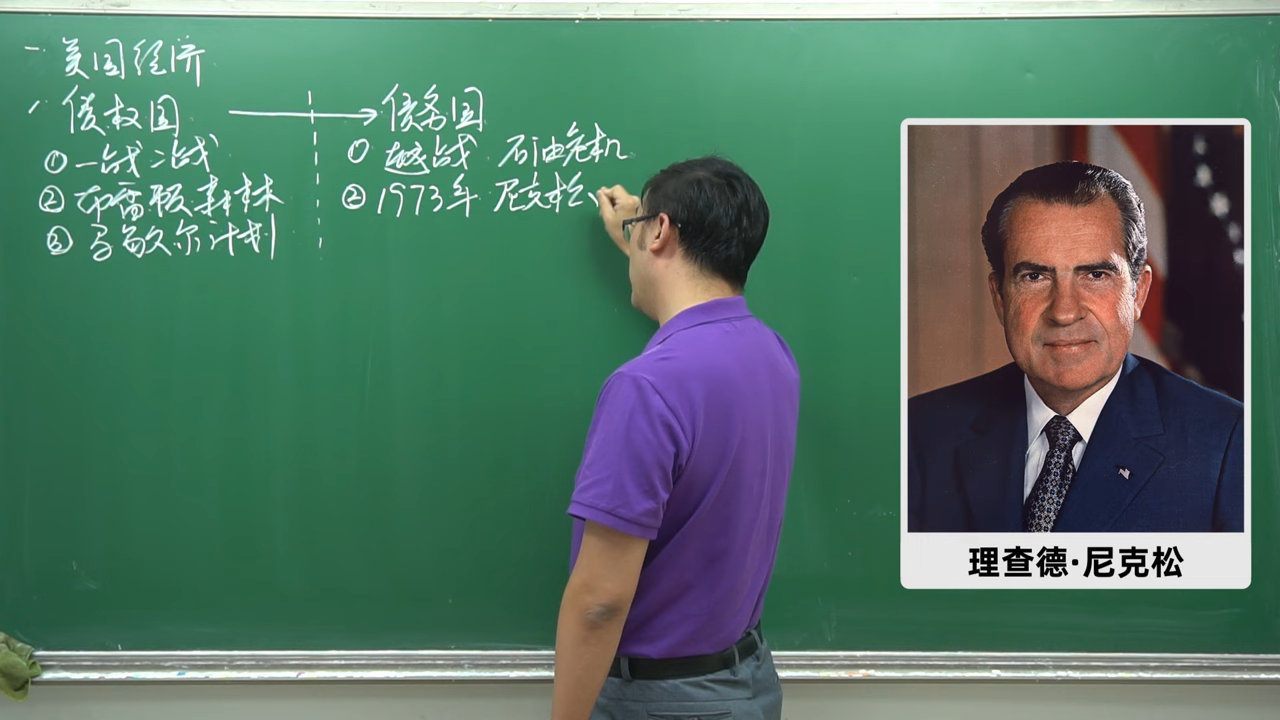 一 美国经济
1、债权国 → 债务国
①一战 二战
②布雷顿森林
③马歇尔计划
① 越战 石油危机
② 1973年 尼克松
理查德·尼克松